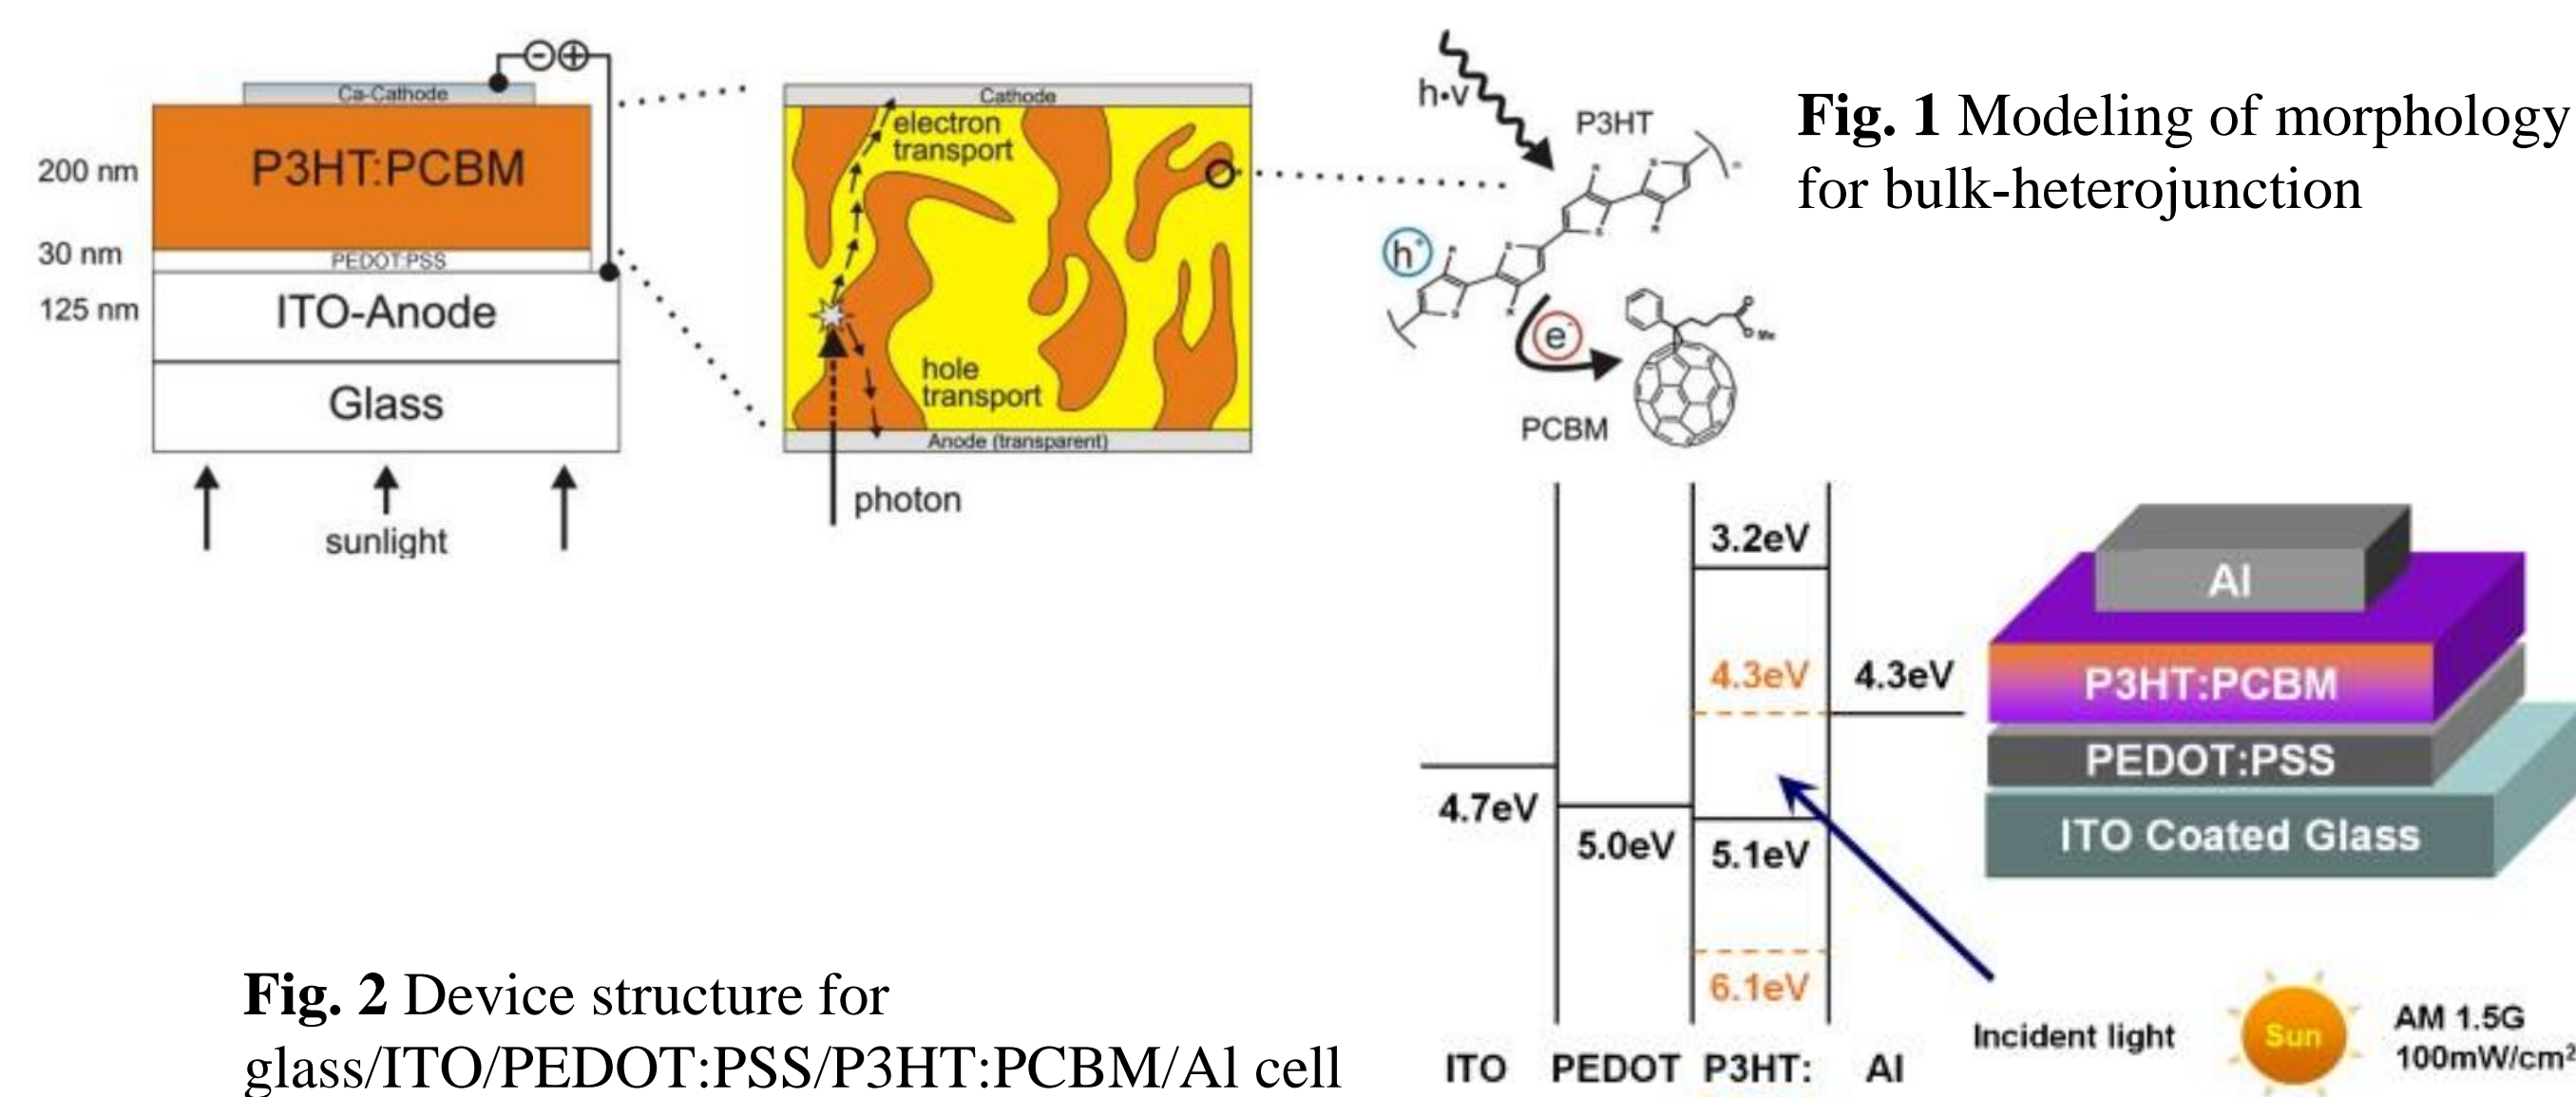 Ca-Cathode
P3HT:PCBM
200 nm
30 nm
PEDOT:PSS
125 nm
ITO-Anode
Glass
sunlight
Cathode
electron
transport
hole
transport
Anode (transparent)
photon
h•ν
P3HT
h+
e-
PCBM
Me
Fig. 1 Modeling of morphology
for bulk-heterojunction
3.2eV
4.3eV
4.3eV
4.7eV
5.0eV
5.1eV
6.1eV
ITO
PEDOT
P3HT:
Al
Al
P3HT:PCBM
PEDOT:PSS
ITO Coated Glass
Incident light
Sun
AM 1.5G
100mW/cm²
Fig. 2 Device structure for
glass/ITO/PEDOT:PSS/P3HT:PCBM/Al cell